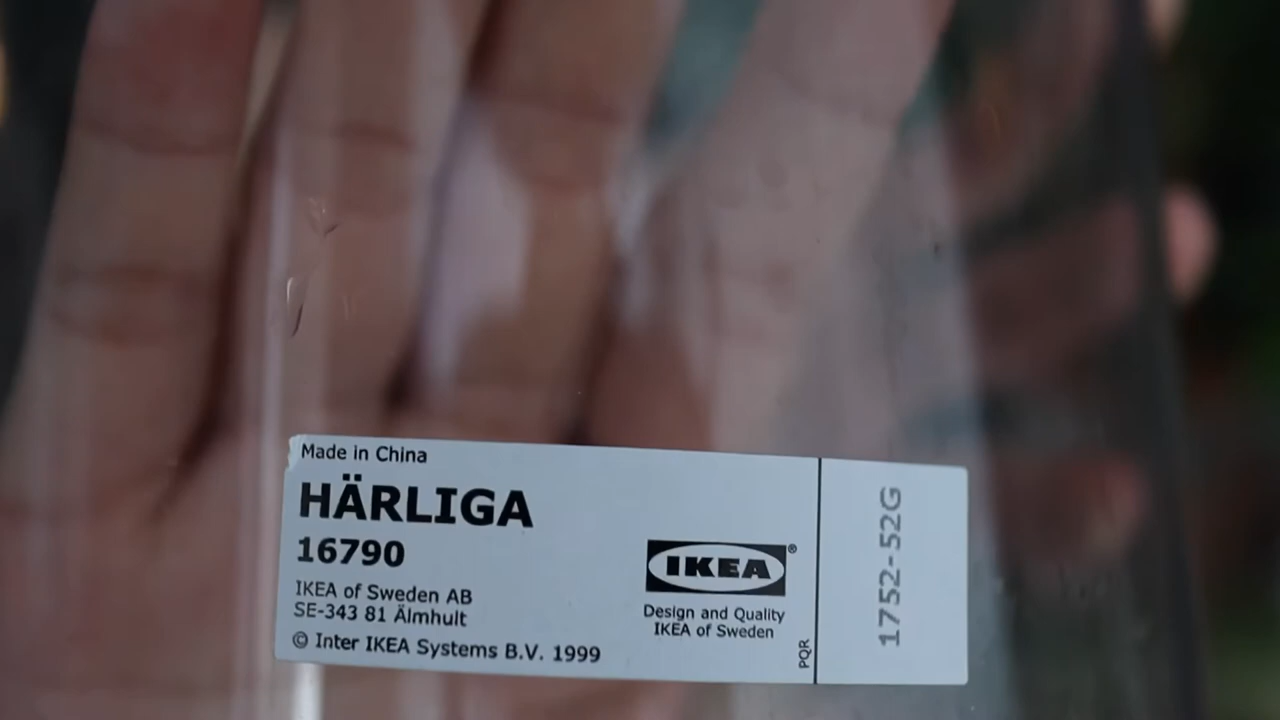 Made in China
HÄRLIGA
16790
IKEA of Sweden AB
SE-343 81 Älmhult
© Inter IKEA Systems B.V. 1999
IKEA®
Design and Quality
IKEA of Sweden
PQR
1752-52G